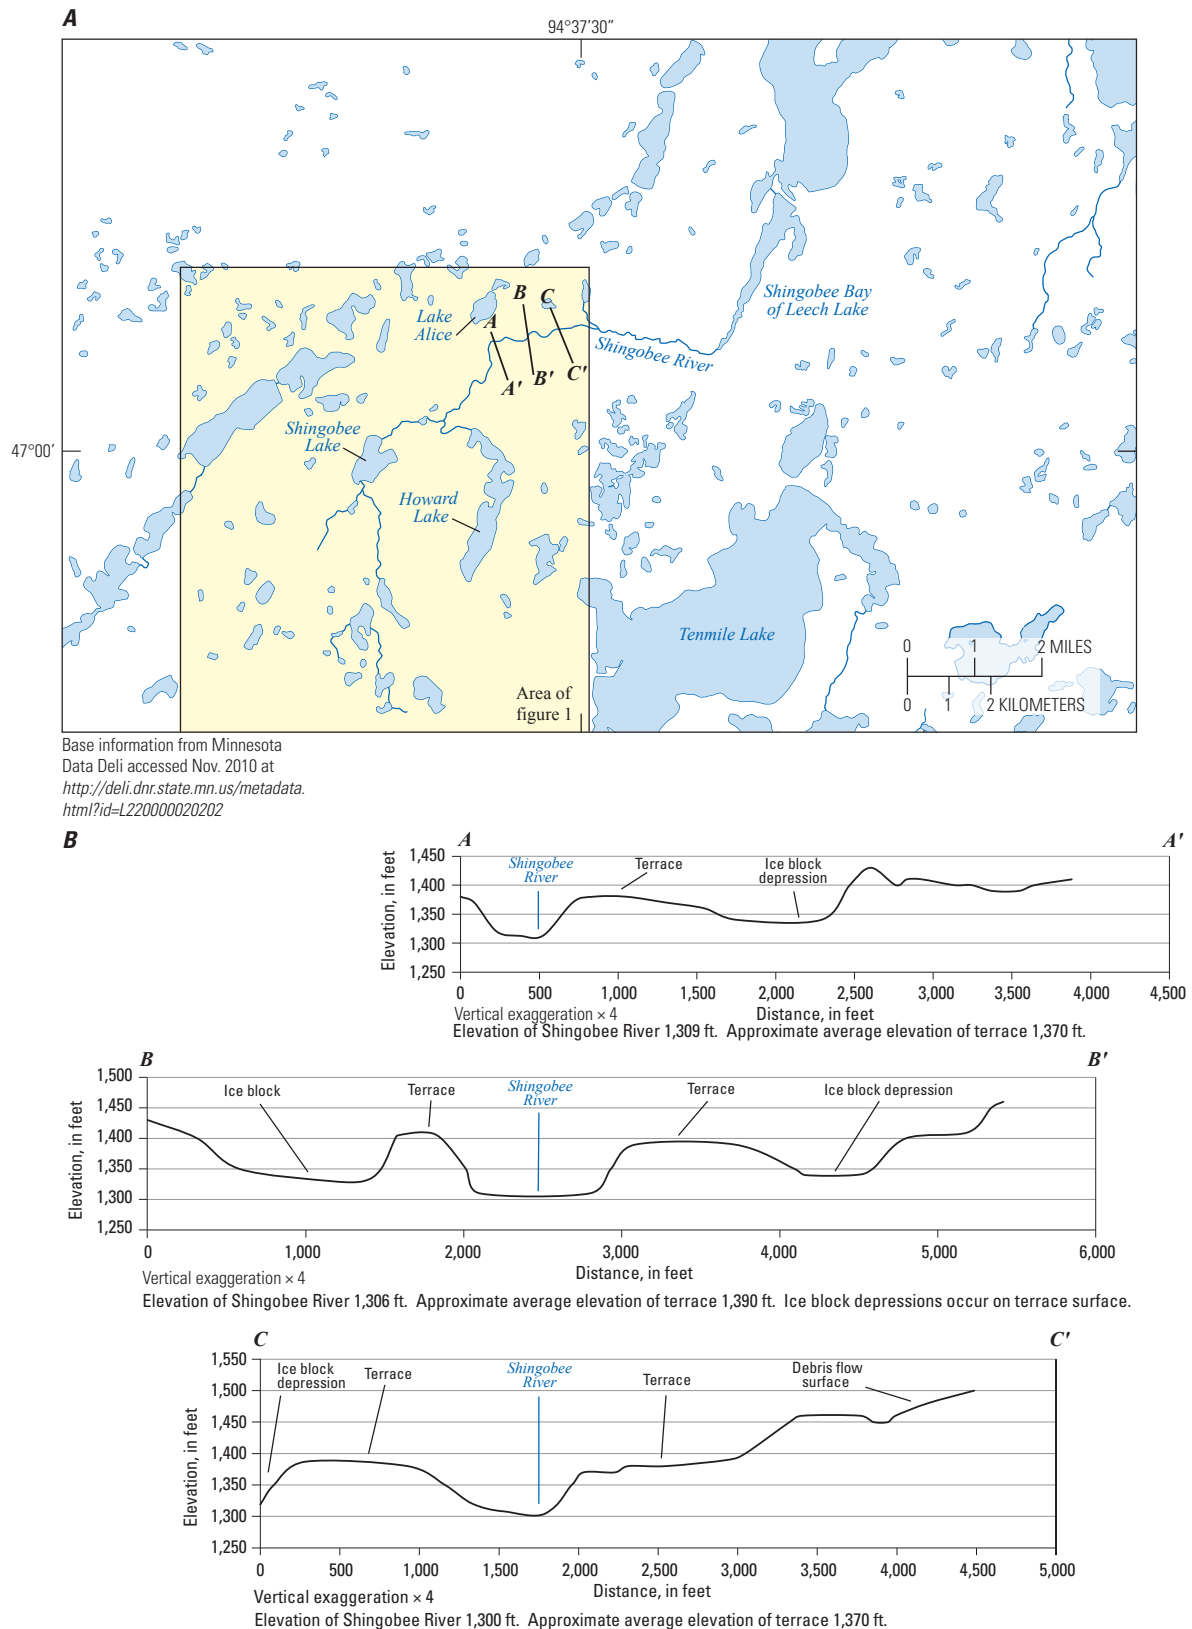 A
94°37'30"
Shingobee Bay
of Leech Lake
Lake
Alice
A
B
C
A'
B'
C'
Shingobee River
Shingobee
Lake
47°00'
Howard
Lake
Tenmile Lake
0 1 2 MILES
0 1 2 KILOMETERS
Area of
figure 1
Base information from Minnesota
Data Deli accessed Nov. 2010 at
http://deli.dnr.state.mn.us/metadata.
html?id=L220000020202
B
A A'
Elevation, in feet
1,450
1,400
1,350
1,300
1,250
Shingobee
River
Terrace
Ice block
depression
0 500 1,000 1,500 2,000 2,500 3,000 3,500 4,000 4,500
Vertical exaggeration × 4
Distance, in feet
Elevation of Shingobee River 1,309 ft. Approximate average elevation of terrace 1,370 ft.
B B'
Elevation, in feet
1,500
1,450
1,400
1,350
1,300
1,250
Ice block
Terrace
Shingobee
River
Terrace
Ice block depression
0 1,000 2,000 3,000 4,000 5,000 6,000
Vertical exaggeration × 4
Distance, in feet
Elevation of Shingobee River 1,306 ft. Approximate average elevation of terrace 1,390 ft. Ice block depressions occur on terrace surface.
C C'
Elevation, in feet
1,550
1,500
1,450
1,400
1,350
1,300
1,250
Ice block
depression
Terrace
Shingobee
River
Terrace
Debris flow
surface
0 500 1,000 1,500 2,000 2,500 3,000 3,500 4,000 4,500 5,000
Vertical exaggeration × 4
Distance, in feet
Elevation of Shingobee River 1,300 ft. Approximate average elevation of terrace 1,370 ft.